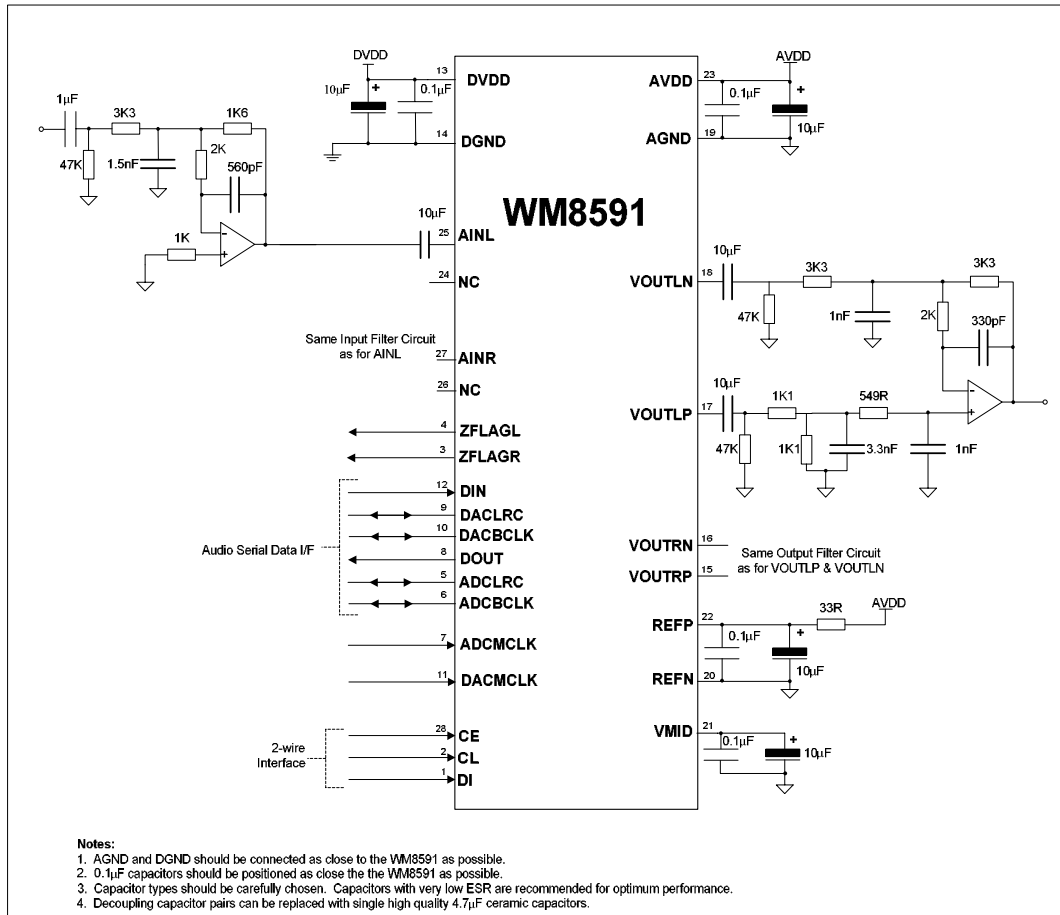 DVDD
13
DVDD
10µF
+
0.1µF
14
DGND
AVDD
23
AVDD
0.1µF
+
10µF
19
AGND
1µF
3K3
1K6
47K
1.5nF
2K
560pF
-
+
1K
WM8591
10µF
25
AINL
24
NC
Same Input Filter Circuit
as for AINL
27
AINR
26
NC
4
ZFLAGL
3
ZFLAGR
Audio Serial Data I/F
12
DIN
9
DACLRC
10
DACBCLK
8
DOUT
5
ADCLRC
6
ADCBCLK
7
ADCMCLK
11
DACMCLK
2-wire
Interface
28
CE
2
CL
1
DI
VOUTLN
18
10µF
3K3
3K3
47K
1nF
2K
330pF
-
+
VOUTLP
17
10µF
1K1
549R
47K
1K1
3.3nF
1nF
VOUTRN
16
VOUTRP
15
Same Output Filter Circuit
as for VOUTLP & VOUTLN
REFP
22
33R
AVDD
0.1µF
+
10µF
REFN
20
VMID
21
0.1µF
+
10µF
Notes:
1. AGND and DGND should be connected as close to the WM8591 as possible.
2. 0.1µF capacitors should be positioned as close the the WM8591 as possible.
3. Capacitor types should be carefully chosen. Capacitors with very low ESR are recommended for optimum performance.
4. Decoupling capacitor pairs can be replaced with single high quality 4.7µF ceramic capacitors.